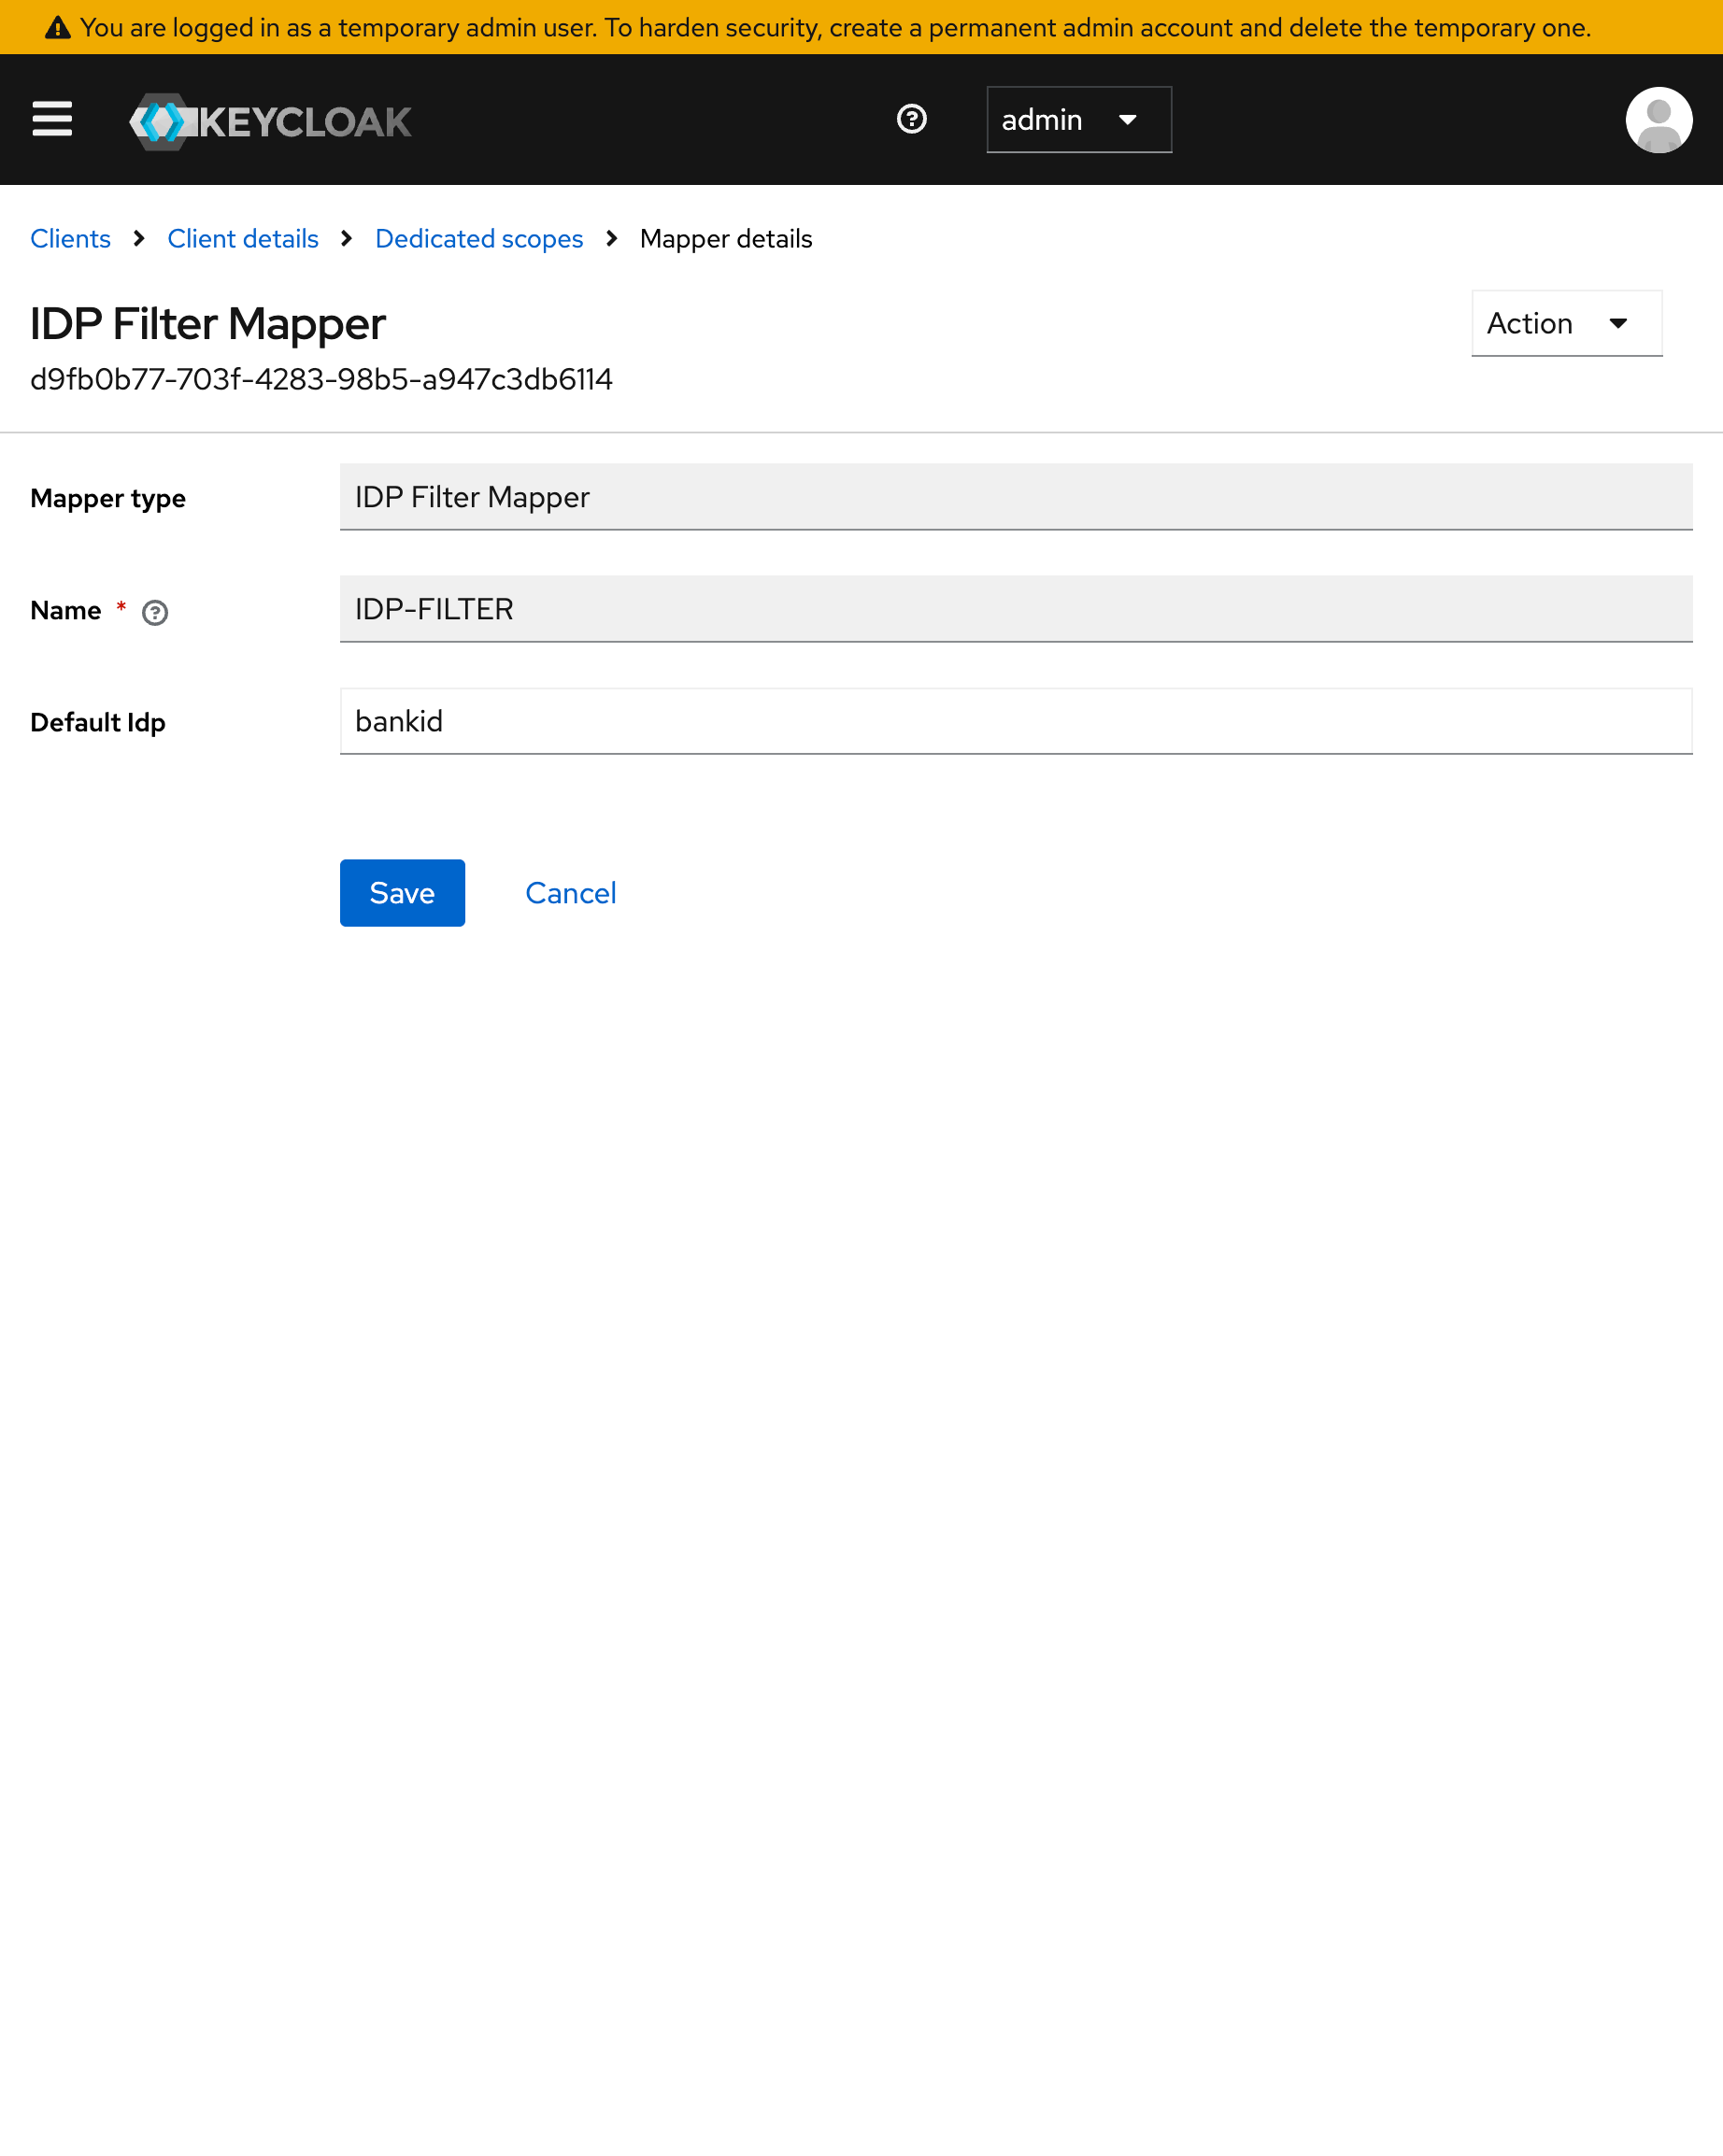 You are logged in as a temporary admin user. To harden security, create a permanent admin account and delete the temporary one.
KEYCLOAK
admin
Clients Client details Dedicated scopes Mapper details
IDP Filter Mapper
Action
d9fb0b77-703f-4283-98b5-a947c3db6114
Mapper type
IDP Filter Mapper
Name *
IDP-FILTER
Default Idp
bankid
Save Cancel